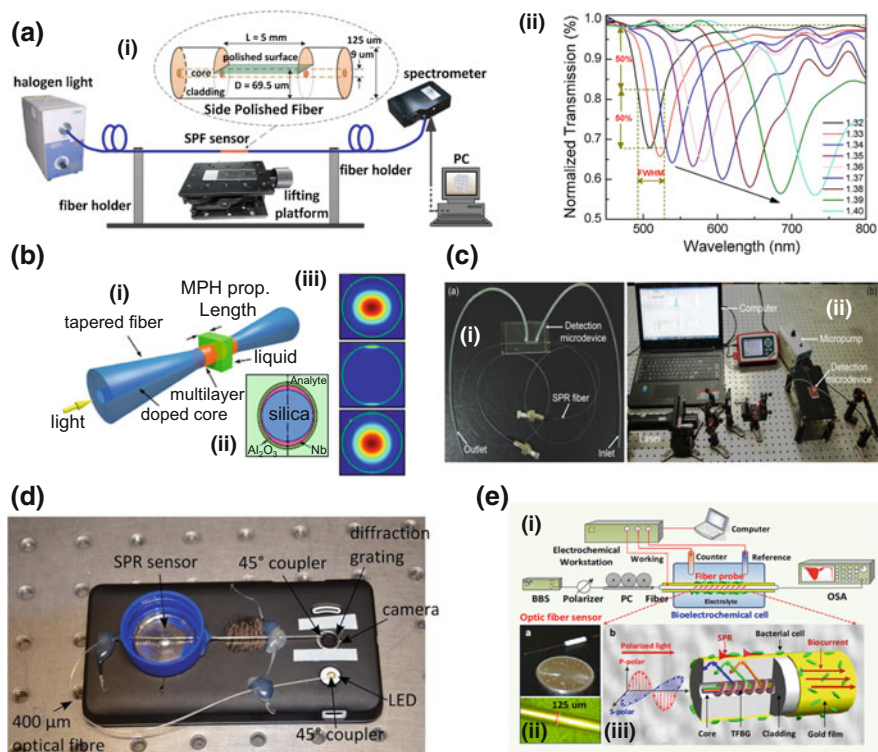 (a)
(i)
L = 5 mm
125 um
9 um
polished surface
core
cladding
D = 69.5 um
Side Polished Fiber
halogen light
spectrometer
SPF sensor
PC
fiber holder
lifting
platform
fiber holder
(ii)
Normalized Transmission
1.0
0.9
0.8
0.7
0.6
0.5
50%
50%
FWHM
1.32
1.33
1.34
1.35
1.36
1.37
1.38
1.39
1.40
500
600
700
800
Wavelength (nm)
(b)
(i)
MPH prop.
Length
tapered fiber
liquid
multilayer
doped core
light
(ii)
Analyte
silica
Al2O3
Nb
(iii)
(c)
(a)
(i)
Detection
microdevice
SPR fiber
Outlet
Inlet
(b)
(ii)
Computer
Micropump
Detection
microdevice
Laser
(d)
SPR sensor
45° coupler
diffraction
grating
camera
LED
45° coupler
400 µm
optical fibre
(e)
(i)
Computer
Electrochemical
Workstation
Counter
Reference
Working
Fiber probe
BBS
Polarizer
PC
Fiber
Electrolyte
OSA
Bioelectrochemical cell
Optic fiber sensor
a
125 um
(ii)
b
Polarized light
P-polar
S-polar
SPR
Bacterial cell
Biocurrent
Core
TFBG
Cladding
Gold film
(iii)